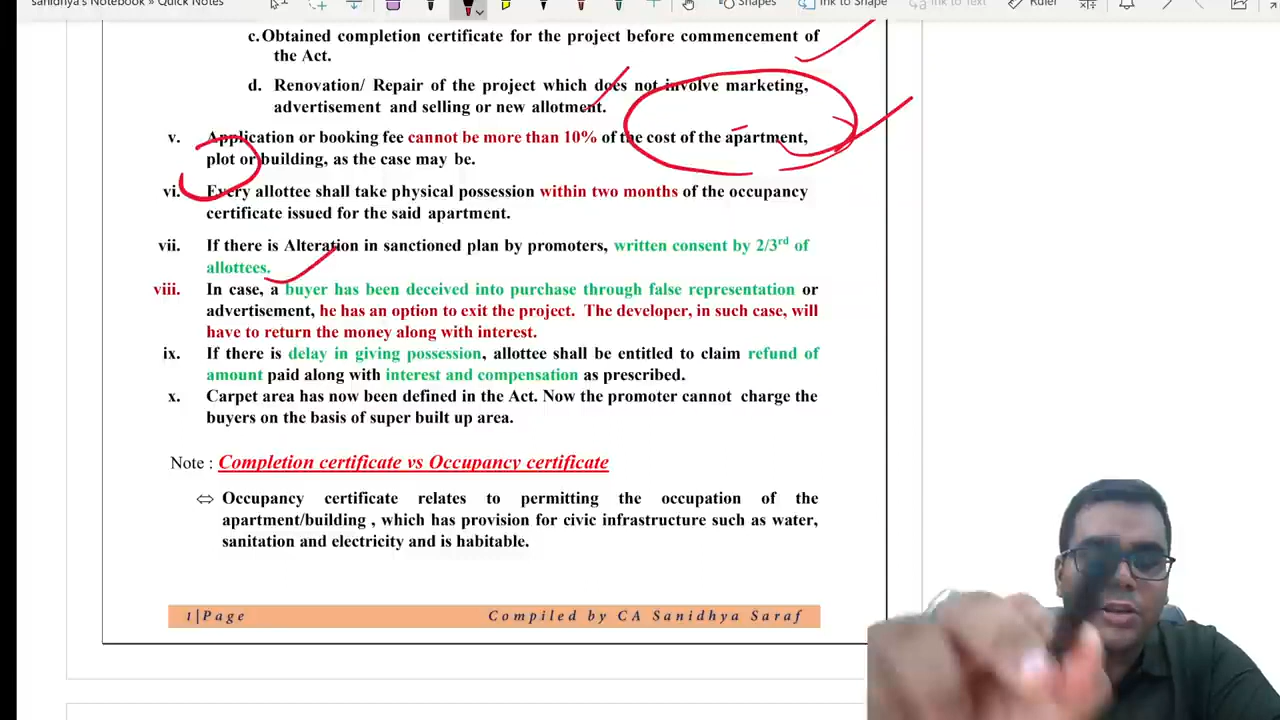 sanidhya's Notebook » Quick Notes
Shapes
Ink to Shape
Ink to Text
Ruler
c. Obtained completion certificate for the project before commencement of
the Act.
d. Renovation/ Repair of the project which does not involve marketing,
advertisement and selling or new allotment.
v. Application or booking fee cannot be more than 10% of the cost of the apartment,
plot or building, as the case may be.
vi. Every allottee shall take physical possession within two months of the occupancy
certificate issued for the said apartment.
vii. If there is Alteration in sanctioned plan by promoters, written consent by 2/3rd of
allottees.
viii. In case, a buyer has been deceived into purchase through false representation or
advertisement, he has an option to exit the project. The developer, in such case, will
have to return the money along with interest.
ix. If there is delay in giving possession, allottee shall be entitled to claim refund of
amount paid along with interest and compensation as prescribed.
x. Carpet area has now been defined in the Act. Now the promoter cannot charge the
buyers on the basis of super built up area.
Note : Completion certificate vs Occupancy certificate
⇔ Occupancy certificate relates to permitting the occupation of the
apartment/building , which has provision for civic infrastructure such as water,
sanitation and electricity and is habitable.
1|Page Compiled by CA Sanidhya Saraf